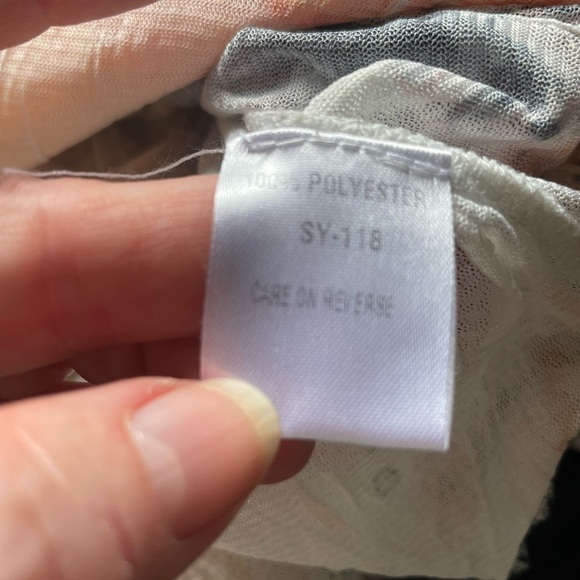 100% POLYESTER
SY-118
CARE ON REVERSE